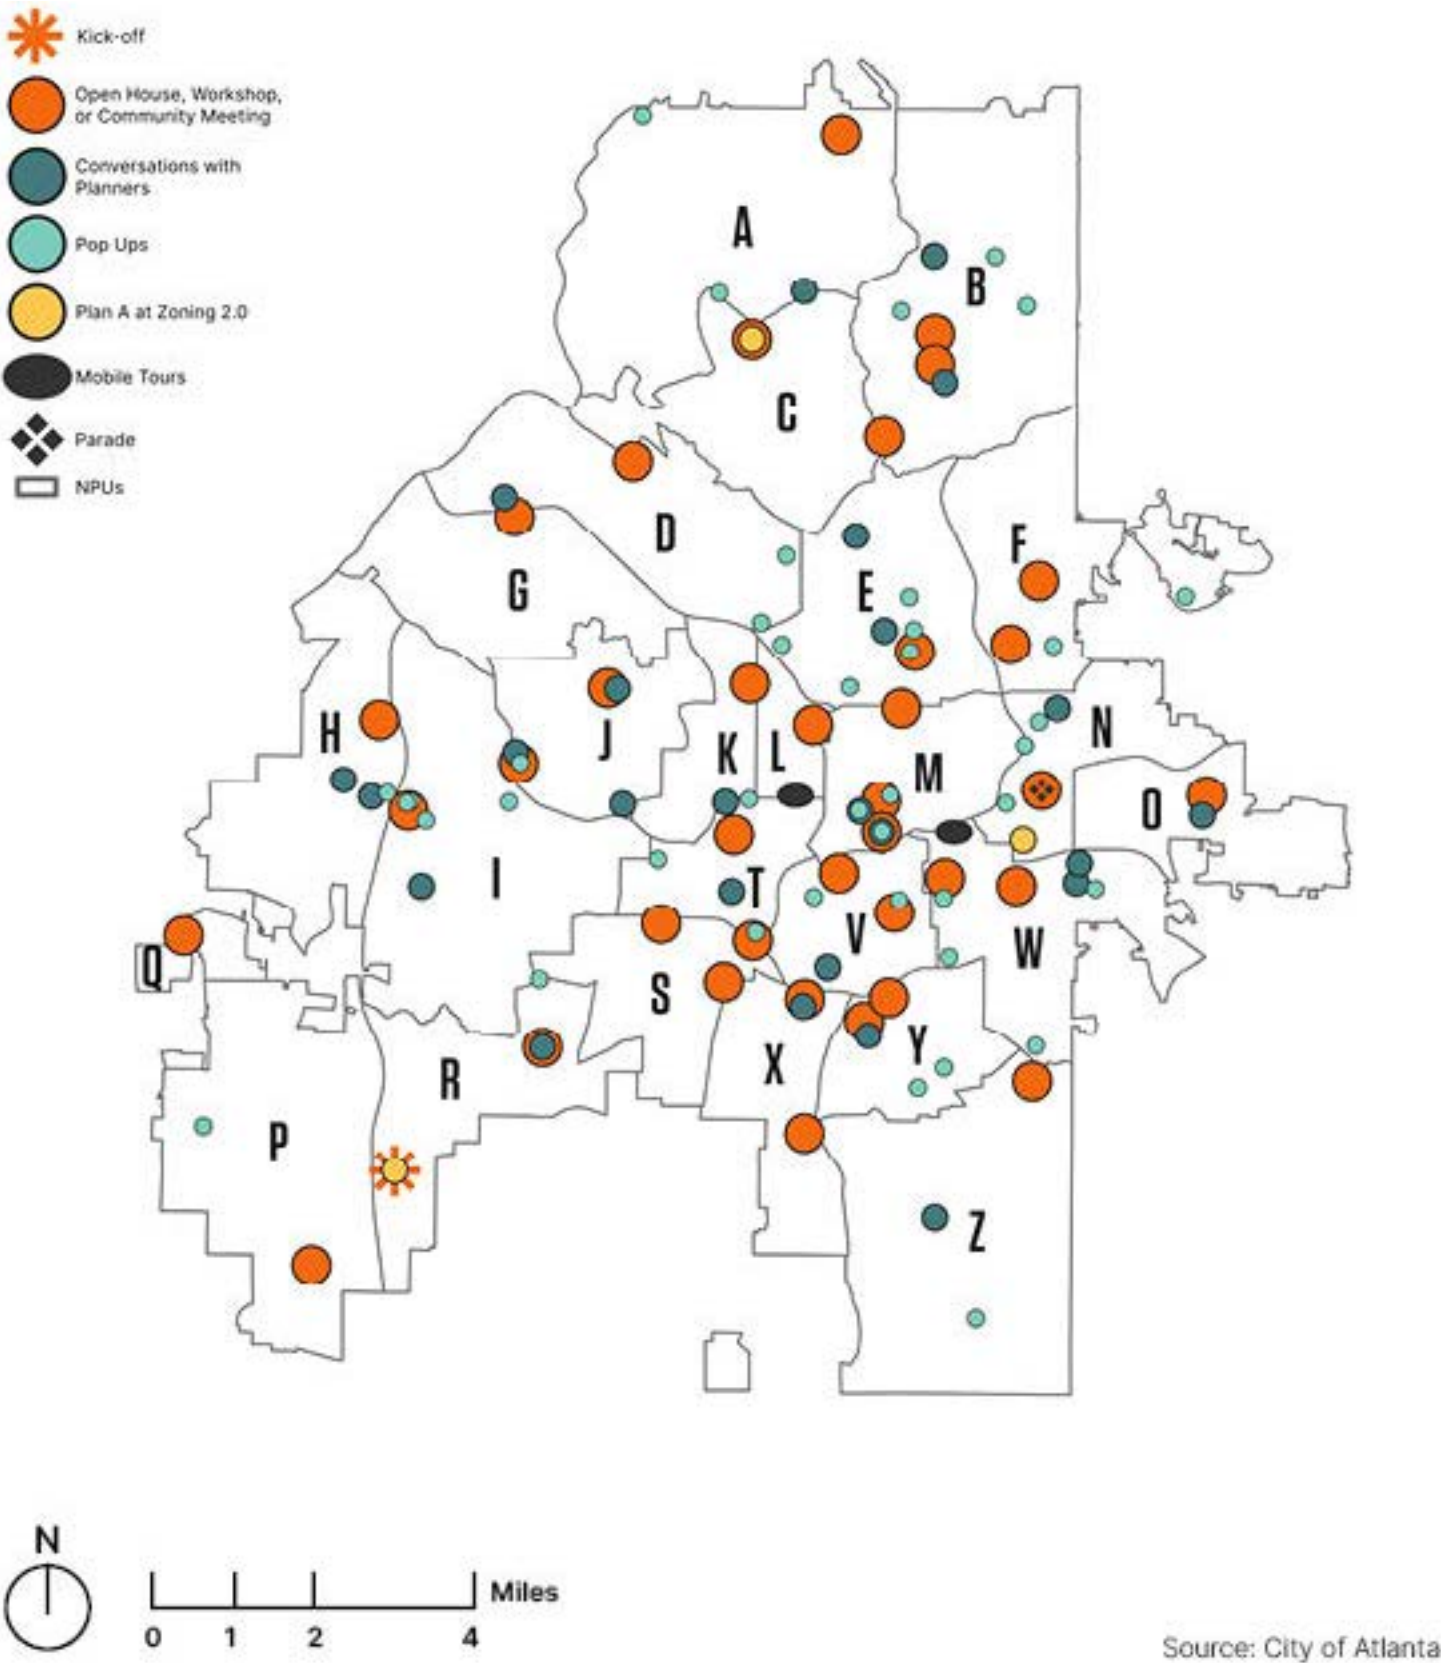 Kick-off
Open House, Workshop,
or Community Meeting
Conversations with
Planners
Pop Ups
Plan A at Zoning 2.0
Mobile Tours
Parade
NPUs
A
B
C
D
E
F
G
H
J
K
L
M
N
O
I
T
V
W
Q
S
X
Y
R
P
Z
N
Miles
0 1 2 4
Source: City of Atlanta